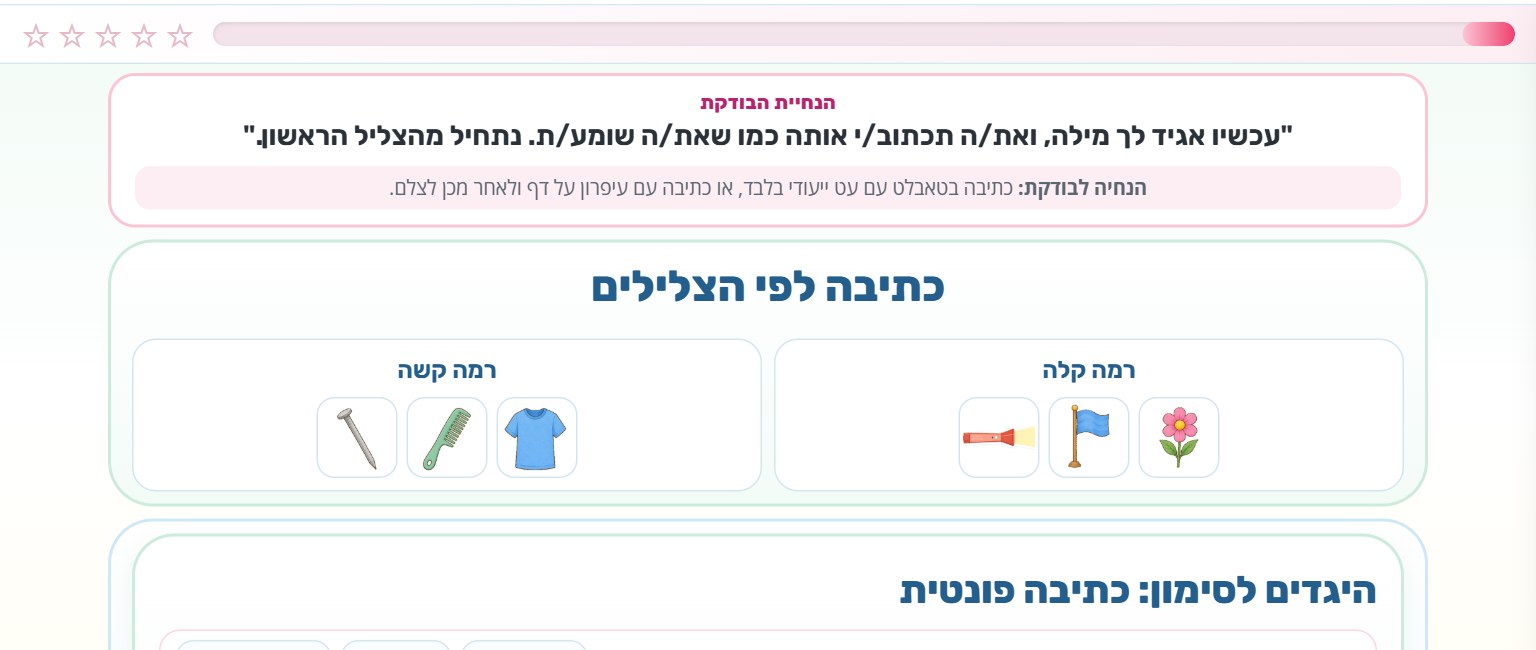 הנחיית הבודקת
"עכשיו אגיד לך מילה, ואת/ה תכתוב/י אותה כמו שאת/ה שומע/ת. נתחיל מהצליל הראשון."
הנחיה לבודקת: כתיבה בטאבלט עם עט ייעודי בלבד, או כתיבה עם עיפרון על דף ולאחר מכן לצלם.
כתיבה לפי הצלילים
רמה קלה
רמה קשה
היגדים לסימון: כתיבה פונטית